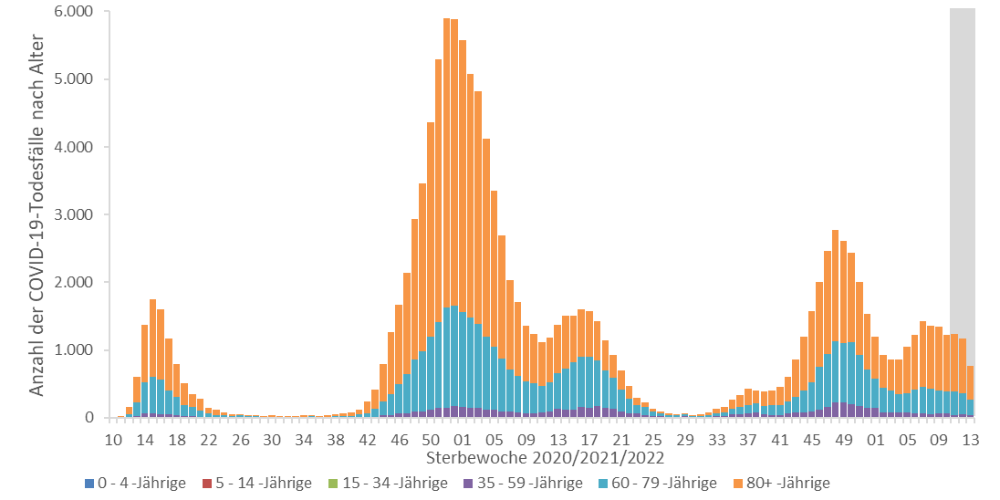 Anzahl der COVID-19-Todesfälle nach Alter
6.000
5.000
4.000
3.000
2.000
1.000
0
10 14 18 22 26 30 34 38 42 46 50 01 05 09 13 17 21 25 29 33 37 41 45 49 01 05 09 13
Sterbewoche 2020/2021/2022
0 - 4 -Jährige 5 - 14 -Jährige 15 - 34 -Jährige 35 - 59 -Jährige 60 - 79 -Jährige 80+ -Jährige